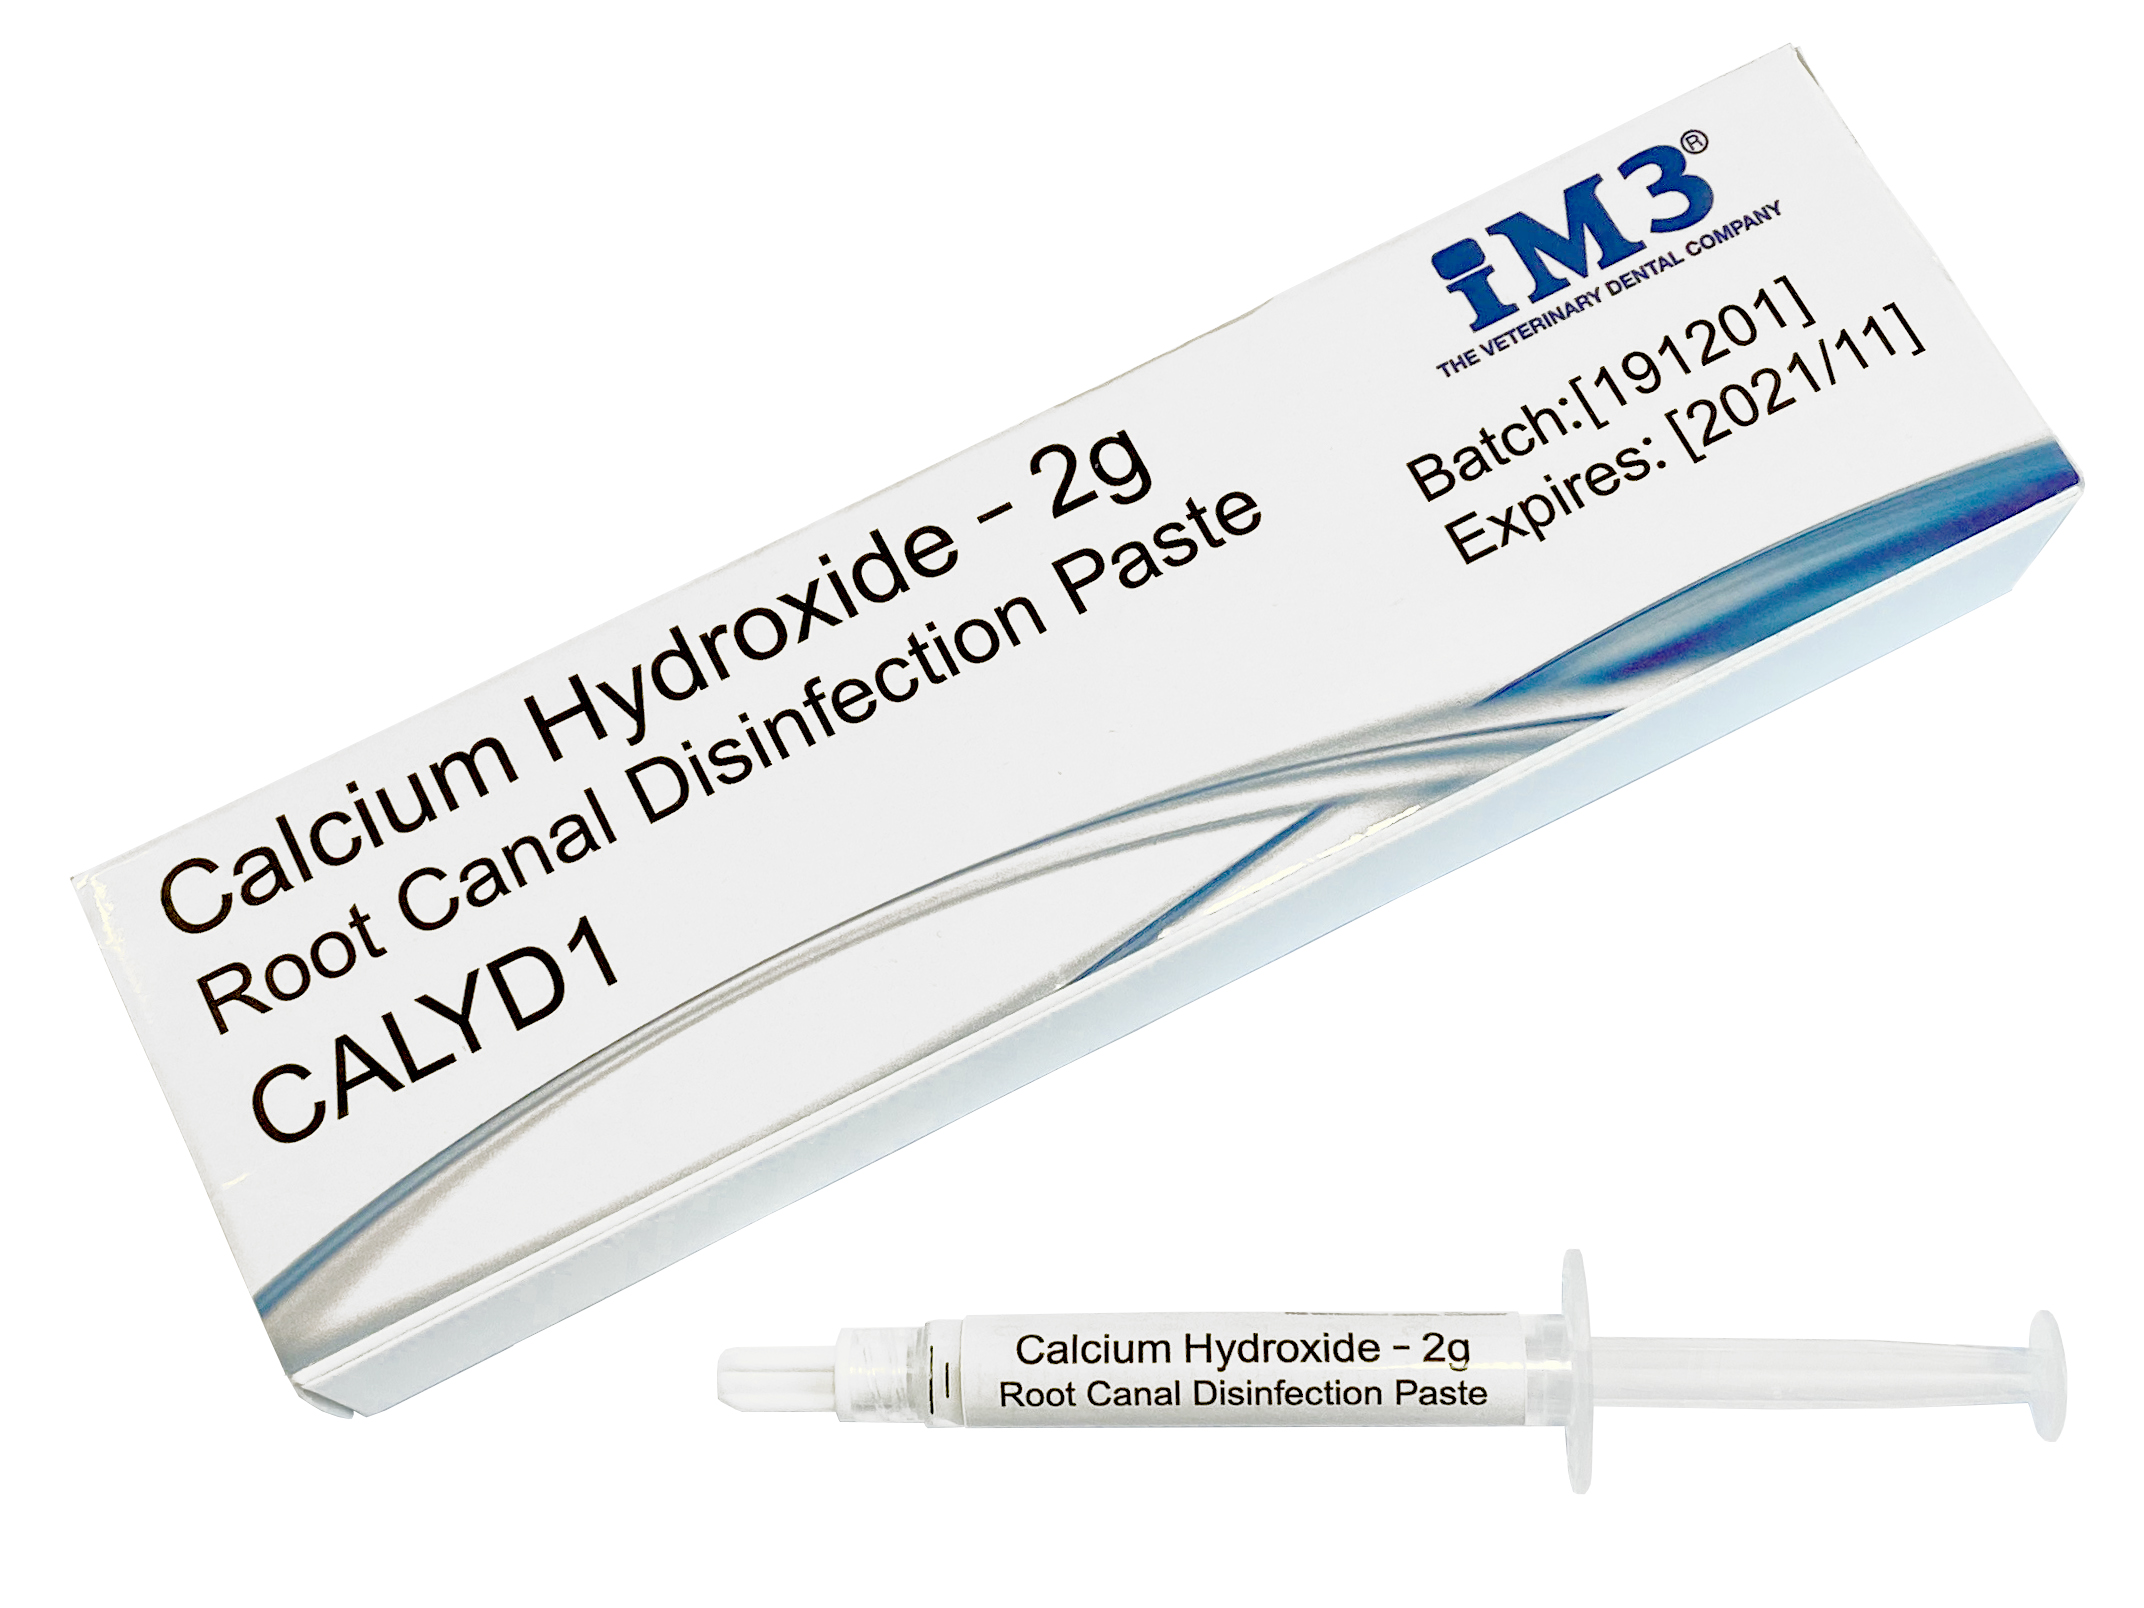 iM3®
THE VETERINARY DENTAL COMPANY
Calcium Hydroxide - 2g
Root Canal Disinfection Paste
CALYD1
Batch:[191201]
Expires: [2021/11]
Calcium Hydroxide - 2g
Root Canal Disinfection Paste